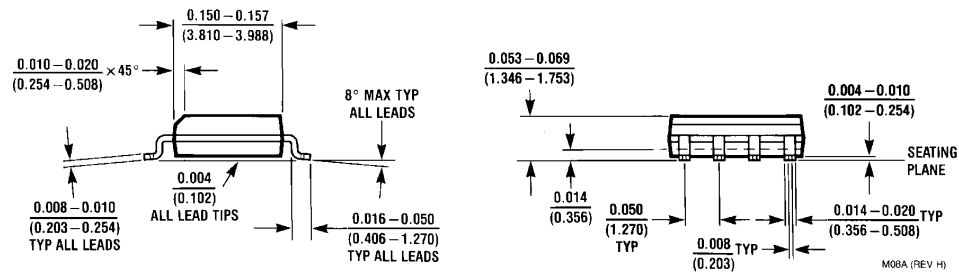 0.150 – 0.157
(3.810 – 3.988)
0.010 – 0.020
(0.254 – 0.508)
×45°
8° MAX TYP
ALL LEADS
0.004
(0.102)
ALL LEAD TIPS
0.008 – 0.010
(0.203 – 0.254)
TYP ALL LEADS
0.016 – 0.050
(0.406 – 1.270)
TYP ALL LEADS
0.053 – 0.069
(1.346 – 1.753)
0.004 – 0.010
(0.102 – 0.254)
SEATING
PLANE
0.014
(0.356)
0.050
(1.270)
TYP
0.014 – 0.020 TYP
(0.356 – 0.508)
0.008 TYP
(0.203)
M08A (REV H)